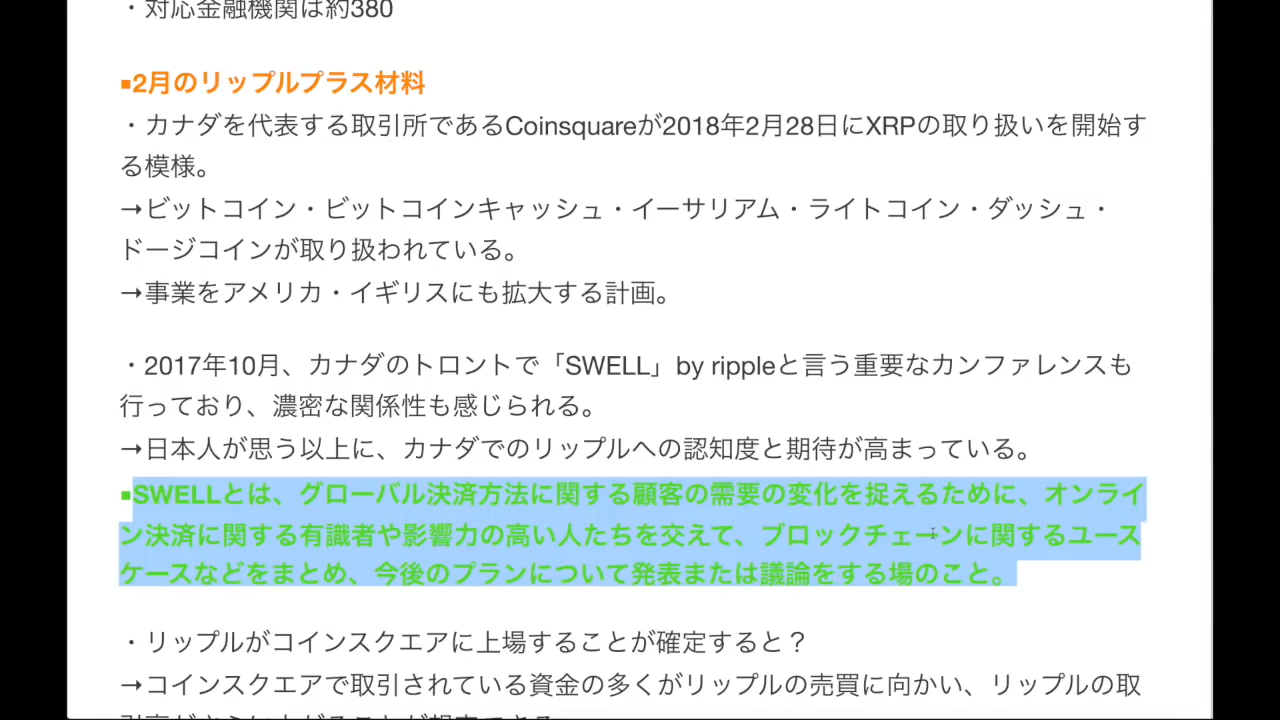 ・対応金融機関は約380
▪2月のリップルプラス材料
・カナダを代表する取引所であるCoinsquareが2018年2月28日にXRPの取り扱いを開始す
る模様。
→ビットコイン・ビットコインキャッシュ・イーサリアム・ライトコイン・ダッシュ・
ドージコインが取り扱われている。
→事業をアメリカ・イギリスにも拡大する計画。
・2017年10月、カナダのトロントで「SWELL」by rippleと言う重要なカンファレンスも
行っており、濃密な関係性も感じられる。
→日本人が思う以上に、カナダでのリップルへの認知度と期待が高まっている。
▪SWELLとは、グローバル決済方法に関する顧客の需要の変化を捉えるために、オンライ
ン決済に関する有識者や影響力の高い人たちを交えて、ブロックチェーンに関するユース
ケースなどをまとめ、今後のプランについて発表または議論をする場のこと。
・リップルがコインスクエアに上場することが確定すると？
→コインスクエアで取引されている資金の多くがリップルの売買に向かい、リップルの取